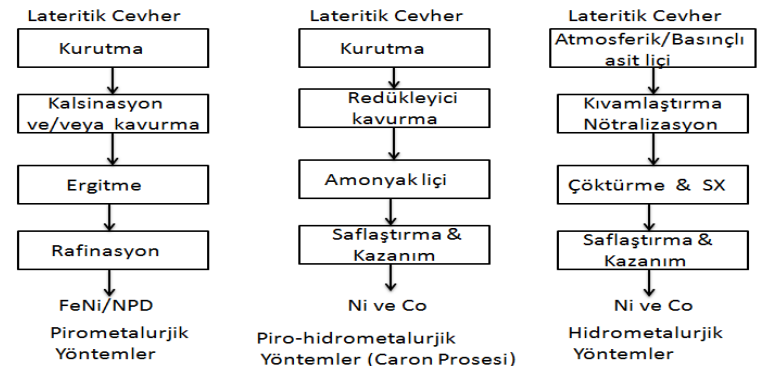 Lateritik Cevher
Kurutma
Kalsinasyon
ve/veya kavurma
Ergitme
Rafinasyon
FeNi/NPD
Pirometalurjik
Yöntemler
Lateritik Cevher
Kurutma
Redükleyici
kavurma
Amonyak liçi
Saflaştırma &
Kazanım
Ni ve Co
Piro-hidrometalurjik
Yöntemler (Caron Prosesi)
Lateritik Cevher
Atmosferik/Basınçlı
asit liçi
Kıvamlaştırma
Nötralizasyon
Çöktürme & SX
Saflaştırma &
Kazanım
Ni ve Co
Hidrometalurjik
Yöntemler